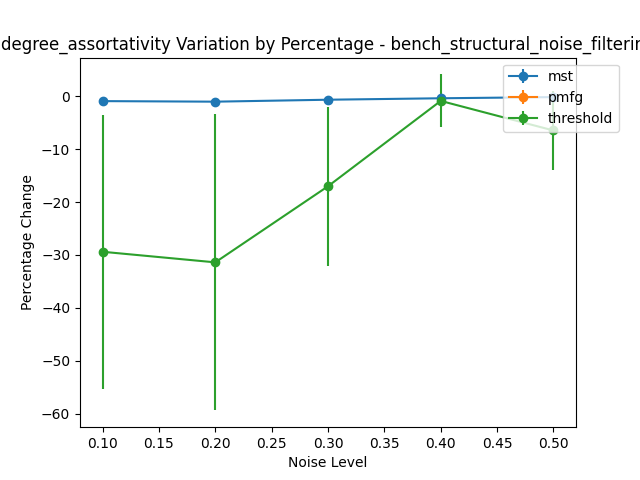 degree_assortativity Variation by Percentage - bench_structural_noise_filterin
mst
pmfg
threshold
0
−10
−20
−30
−40
−50
−60
Percentage Change
0.10 0.15 0.20 0.25 0.30 0.35 0.40 0.45 0.50
Noise Level